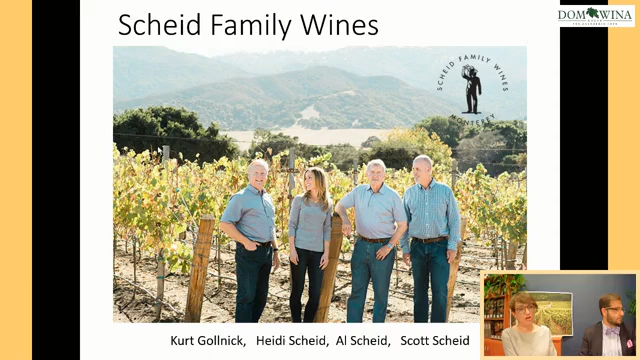 Scheid Family Wines
DOM WINA
SCHEID FAMILY WINES
MONTEREY
Kurt Gollnick, Heidi Scheid, Al Scheid, Scott Scheid